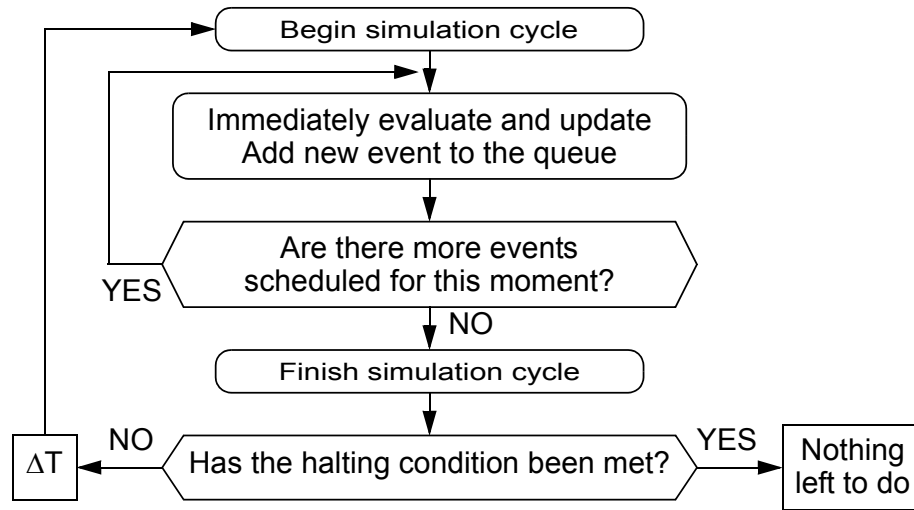 Begin simulation cycle
Immediately evaluate and update
Add new event to the queue
Are there more events
scheduled for this moment?
YES
NO
Finish simulation cycle
NO
YES
ΔT
Has the halting condition been met?
Nothing
left to do